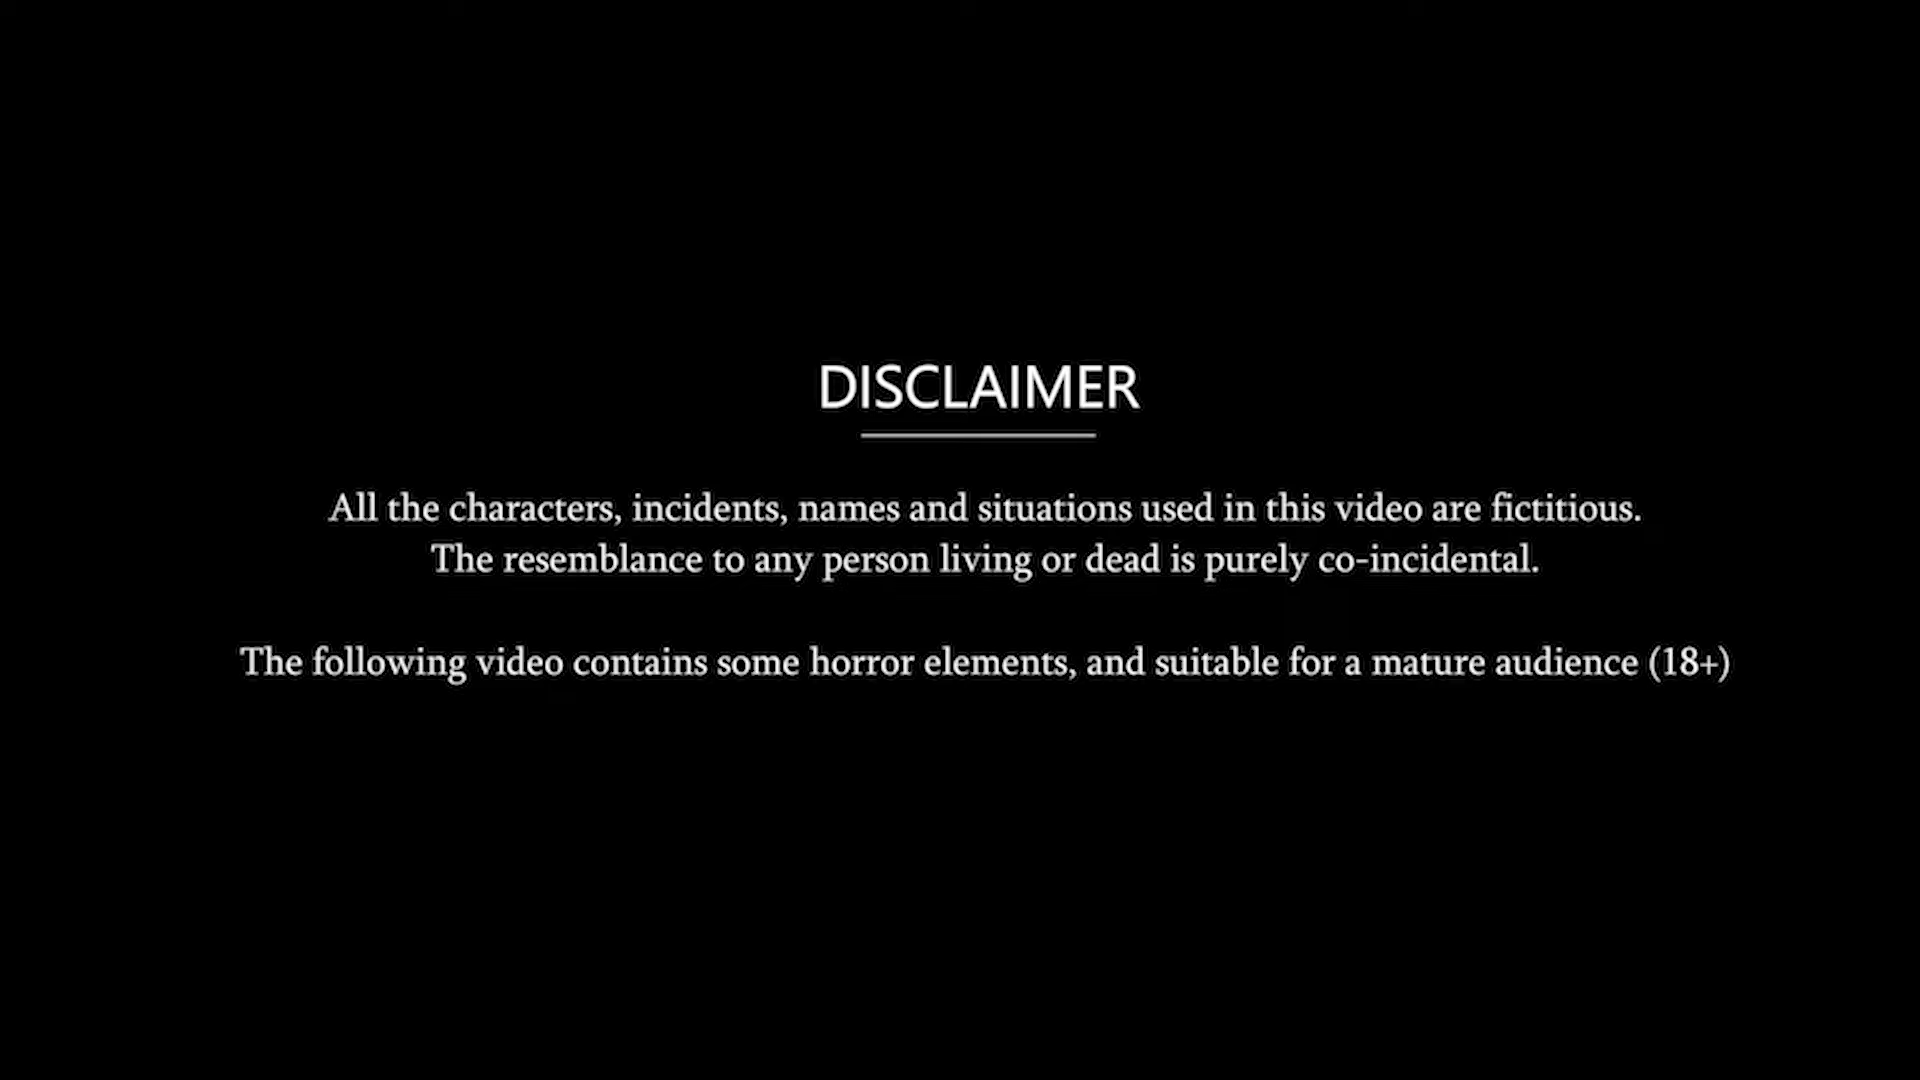 DISCLAIMER
All the characters, incidents, names and situations used in this video are fictitious.
The resemblance to any person living or dead is purely co-incidental.
The following video contains some horror elements, and suitable for a mature audience (18+)